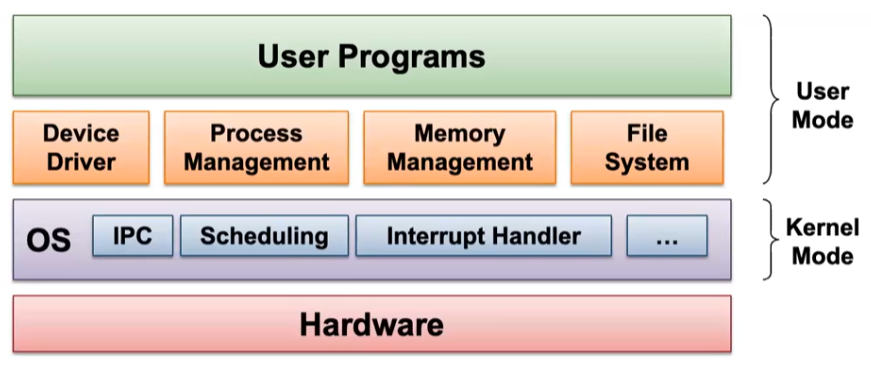 User Programs
User
Mode
Device
Driver
Process
Management
Memory
Management
File
System
OS
IPC
Scheduling
Interrupt Handler
...
Kernel
Mode
Hardware